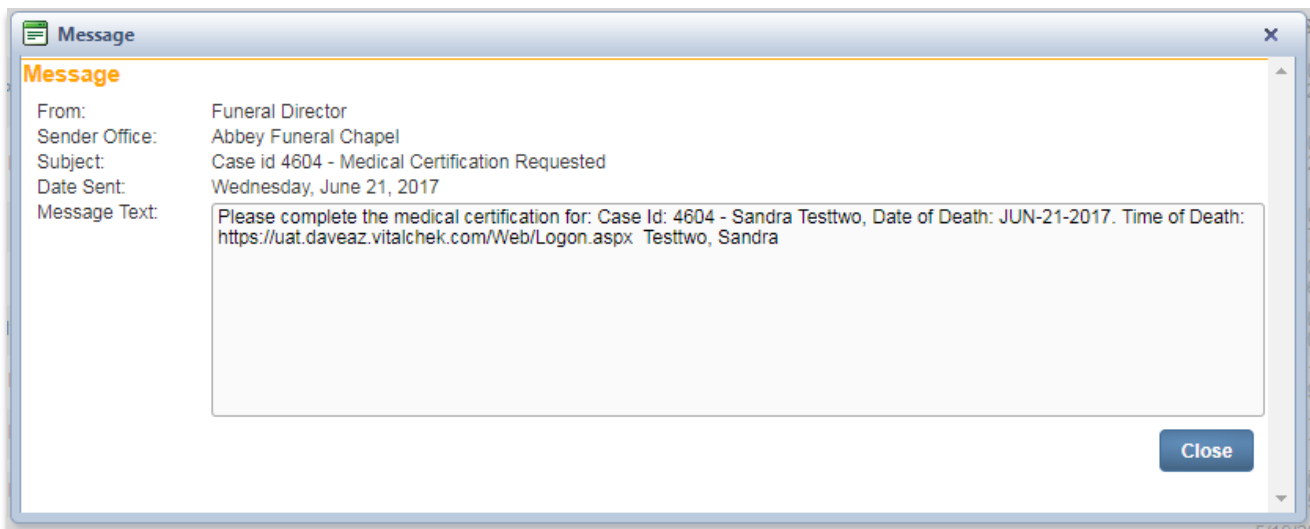 Message
Message
From: Funeral Director
Sender Office: Abbey Funeral Chapel
Subject: Case id 4604 - Medical Certification Requested
Date Sent: Wednesday, June 21, 2017
Message Text:
Please complete the medical certification for: Case Id: 4604 - Sandra Testtwo, Date of Death: JUN-21-2017. Time of Death:
https://uat.daveaz.vitalchek.com/Web/Logon.aspx Testtwo, Sandra
Close